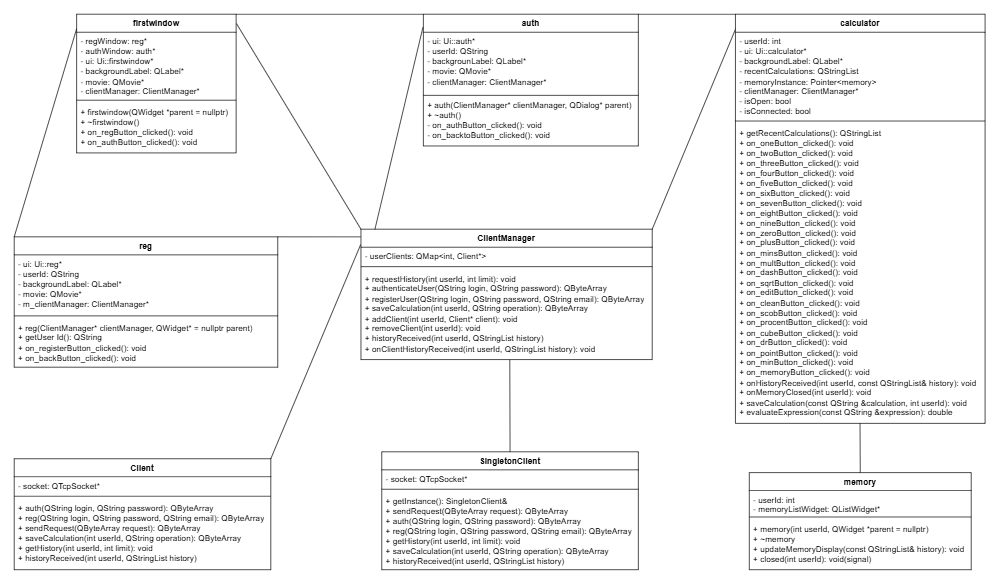 firstwindow
- regWindow: reg*
- authWindow: auth*
- ui: Ui::firstwindow*
- backgroundLabel: QLabel*
- movie: QMovie*
- clientManager: ClientManager*
+ firstwindow(QWidget *parent = nullptr)
+ ~firstwindow()
+ on_regButton_clicked(): void
+ on_authButton_clicked(): void
auth
- ui: Ui::auth*
- userId: QString
- backgrounLabel: QLabel*
- movie: QMovie*
- clientManager: ClientManager*
+ auth(ClientManager* clientManager, QDialog* parent)
+ ~auth()
- on_authButton_clicked(): void
- on_backtoButton_clicked(): void
calculator
- userId: int
- ui: Ui::calculator*
- backgroundLabel: QLabel*
- recentCalculations: QStringList
- memoryInstance: Pointer<memory>
- clientManager: ClientManager*
- isOpen: bool
- isConnected: bool
+ getRecentCalculations(): QStringList
+ on_oneButton_clicked(): void
+ on_twoButton_clicked(): void
+ on_threeButton_clicked(): void
+ on_fourButton_clicked(): void
+ on_fiveButton_clicked(): void
+ on_sixButton_clicked(): void
+ on_sevenButton_clicked(): void
+ on_eightButton_clicked(): void
+ on_nineButton_clicked(): void
+ on_zeroButton_clicked(): void
+ on_plusButton_clicked(): void
+ on_minsButton_clicked(): void
+ on_multButton_clicked(): void
+ on_dashButton_clicked(): void
+ on_sqrtButton_clicked(): void
+ on_editButton_clicked(): void
+ on_cleanButton_clicked(): void
+ on_scobButton_clicked(): void
+ on_procentButton_clicked(): void
+ on_cubeButton_clicked(): void
+ on_drButton_clicked(): void
+ on_pointButton_clicked(): void
+ on_minButton_clicked(): void
+ on_memoryButton_clicked(): void
+ onHistoryReceived(int userId, const QStringList& history): void
+ onMemoryClosed(int userId): void
+ saveCalculation(const QString &calculation, int userId): void
+ evaluateExpression(const QString &expression): double
reg
- ui: Ui::reg*
- userId: QString
- backgroundLabel: QLabel*
- movie: QMovie*
- m_clientManager: ClientManager*
+ reg(ClientManager* clientManager, QWidget* = nullptr parent)
+ getUser Id(): QString
+ on_registerButton_clicked(): void
+ on_backButton_clicked(): void
ClientManager
- userClients: QMap<int, Client*>
+ requestHistory(int userId, int limit): void
+ authenticateUser(QString login, QString password): QByteArray
+ registerUser(QString login, QString password, QString email): QByteArray
+ saveCalculation(int userId, QString operation): QByteArray
+ addClient(int userId, Client* client): void
+ removeClient(int userId): void
+ historyReceived(int userId, QStringList history)
+ onClientHistoryReceived(int userId, QStringList history): void
Client
- socket: QTcpSocket*
+ auth(QString login, QString password): QByteArray
+ reg(QString login, QString password, QString email): QByteArray
+ sendRequest(QByteArray request): QByteArray
+ saveCalculation(int userId, QString operation): QByteArray
+ getHistory(int userId, int limit): void
+ historyReceived(int userId, QStringList history)
SingletonClient
- socket: QTcpSocket*
+ getInstance(): SingletonClient&
+ sendRequest(QByteArray request): QByteArray
+ auth(QString login, QString password): QByteArray
+ reg(QString login, QString password, QString email): QByteArray
+ getHistory(int userId, int limit): void
+ saveCalculation(int userId, QString operation): QByteArray
+ historyReceived(int userId, QStringList history)
memory
- userId: int
- memoryListWidget: QListWidget*
+ memory(int userId, QWidget *parent = nullptr)
+ ~memory
+ updateMemoryDisplay(const QStringList& history): void
+ closed(int userId): void(signal)